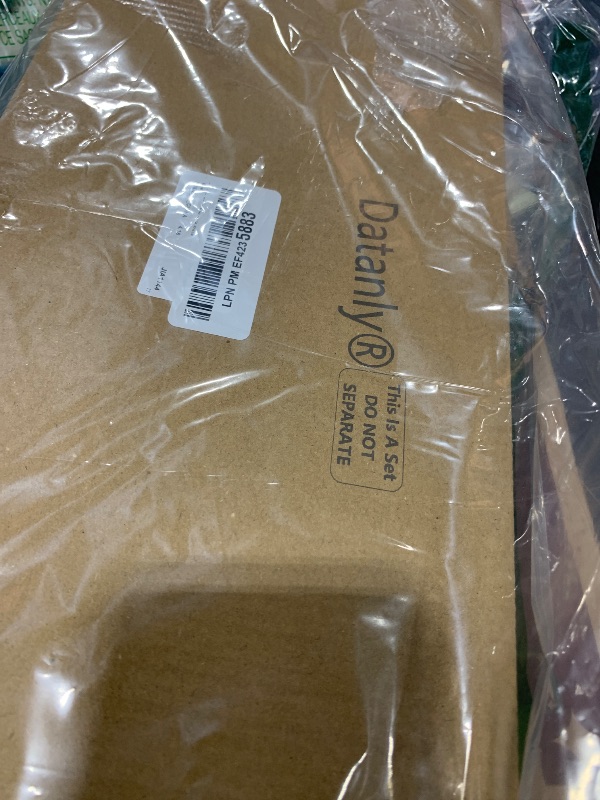 Datanly®
This Is A Set
DO NOT
SEPARATE
LPN PM EF4235883